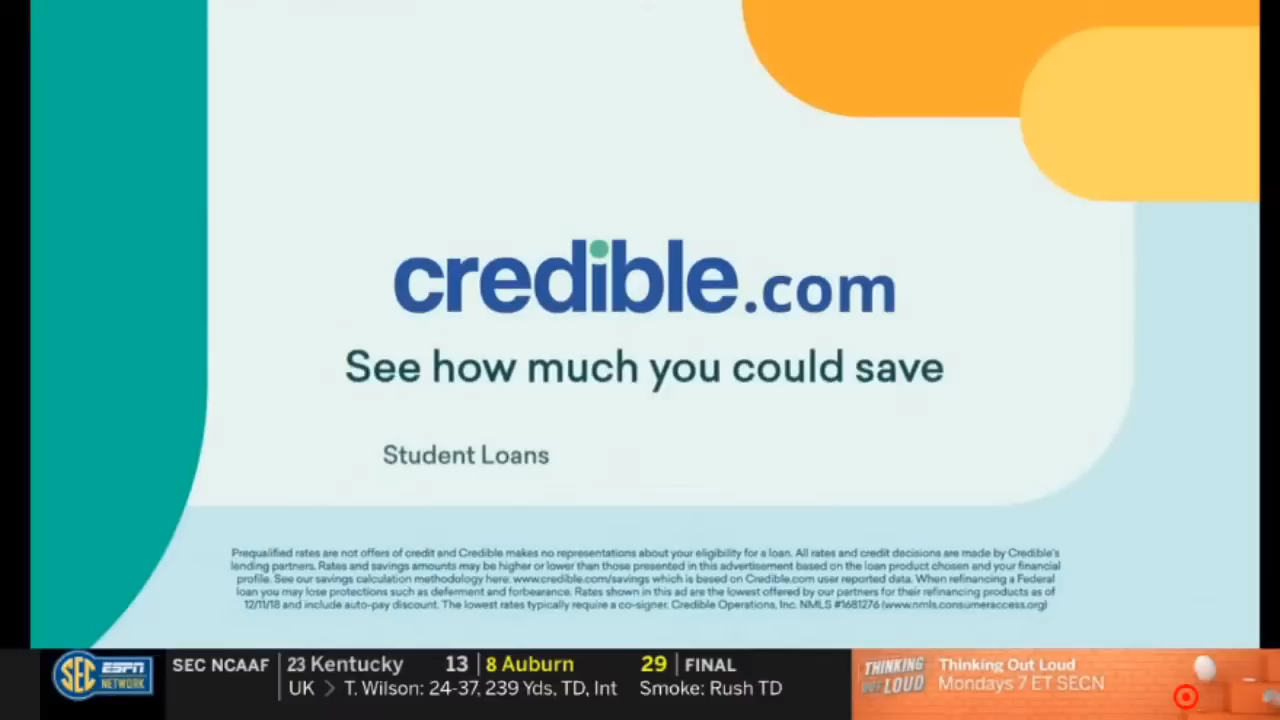 credible.com
See how much you could save
Student Loans
Prequalified rates are not offers of credit and Credible makes no representations about your eligibility for a loan. All rates and credit decisions are made by Credible's
lending partners. Rates and savings amounts may be higher or lower than those presented in this advertisement based on the loan product chosen and your financial
profile. See our savings calculation methodology here: www.credible.com/savings which is based on Credible.com user reported data. When refinancing a Federal
loan you may lose protections such as deferment and forbearance. Rates shown in this ad are the lowest offered by our partners for their refinancing products as of
12/11/18 and include auto-pay discount. The lowest rates typically require a co-signer. Credible Operations, Inc. NMLS #1681276 (www.nmls.consumeraccess.org)
SEC ESPN NETWORK
SEC NCAAF 23 Kentucky 13 8 Auburn 29 FINAL
UK > T. Wilson: 24-37, 239 Yds, TD, Int Smoke: Rush TD
THINKING OUT LOUD
Thinking Out Loud
Mondays 7 ET SECN